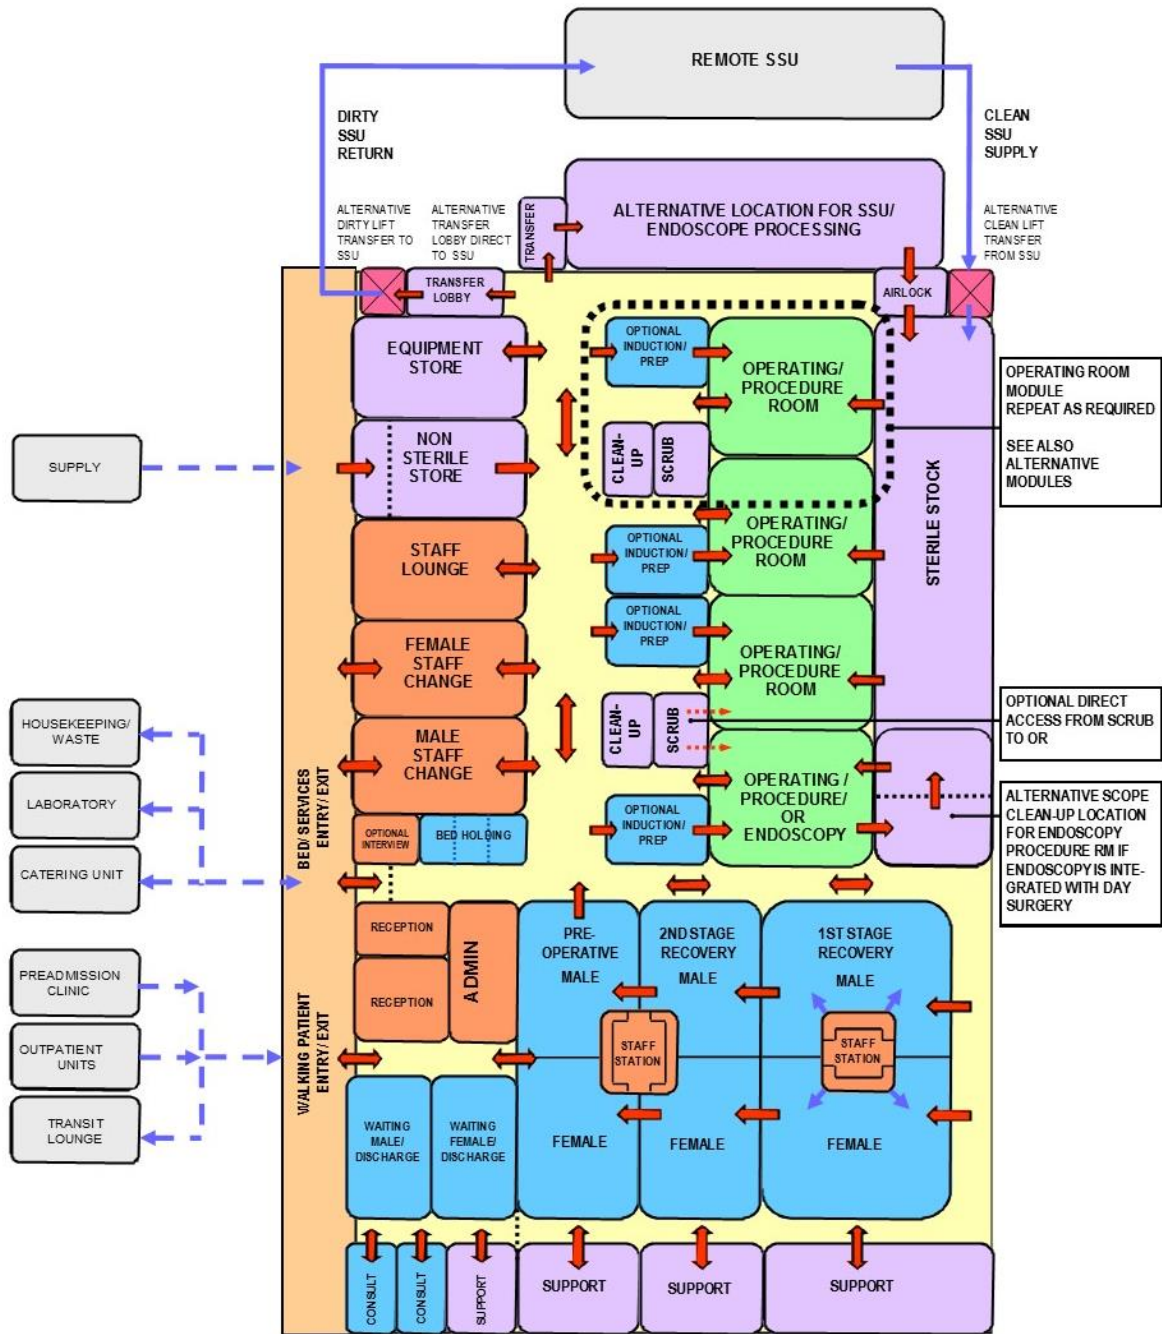 REMOTE SSU
DIRTY
SSU
RETURN
CLEAN
SSU
SUPPLY
ALTERNATIVE
DIRTY LIFT
TRANSFER TO
SSU
ALTERNATIVE
TRANSFER
LOBBY DIRECT
TO SSU
TRANSFER
ALTERNATIVE LOCATION FOR SSU/
ENDOSCOPE PROCESSING
ALTERNATIVE
CLEAN LIFT
TRANSFER
FROM SSU
TRANSFER
LOBBY
AIRLOCK
EQUIPMENT
STORE
OPTIONAL
INDUCTION/
PREP
OPERATING/
PROCEDURE
ROOM
OPERATING ROOM
MODULE
REPEAT AS REQUIRED
SEE ALSO
ALTERNATIVE
MODULES
SUPPLY
NON
STERILE
STORE
CLEAN-
UP
SCRUB
STERILE STOCK
STAFF
LOUNGE
OPTIONAL
INDUCTION/
PREP
OPERATING/
PROCEDURE
ROOM
FEMALE
STAFF
CHANGE
OPTIONAL
INDUCTION/
PREP
OPERATING/
PROCEDURE
ROOM
HOUSEKEEPING/
WASTE
MALE
STAFF
CHANGE
CLEAN-
UP
SCRUB
OPTIONAL DIRECT
ACCESS FROM SCRUB
TO OR
LABORATORY
BED/ SERVICES
ENTRY/ EXIT
OPTIONAL
INTERVIEW
BED HOLDING
OPTIONAL
INDUCTION/
PREP
OPERATING /
PROCEDURE/
OR
ENDOSCOPY
ALTERNATIVE SCOPE
CLEAN-UP LOCATION
FOR ENDOSCOPY
PROCEDURE RM IF
ENDOSCOPY IS INTE-
GRATED WITH DAY
SURGERY
CATERING UNIT
RECEPTION
ADMIN
PRE-
OPERATIVE
MALE
2ND STAGE
RECOVERY
MALE
1ST STAGE
RECOVERY
MALE
PREADMISSION
CLINIC
RECEPTION
OUTPATIENT
UNITS
WALKING PATIENT
ENTRY/ EXIT
STAFF
STATION
STAFF
STATION
TRANSIT
LOUNGE
WAITING
MALE/
DISCHARGE
WAITING
FEMALE/
DISCHARGE
FEMALE
FEMALE
FEMALE
CONSULT
CONSULT
SUPPORT
SUPPORT
SUPPORT
SUPPORT